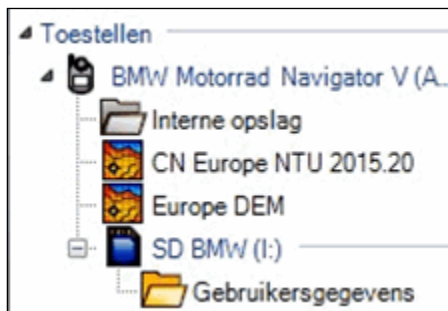 Toestellen
BMW Motorrad Navigator V (A...
Interne opslag
CN Europe NTU 2015.20
Europe DEM
SD BMW (I:)
Gebruikersgegevens